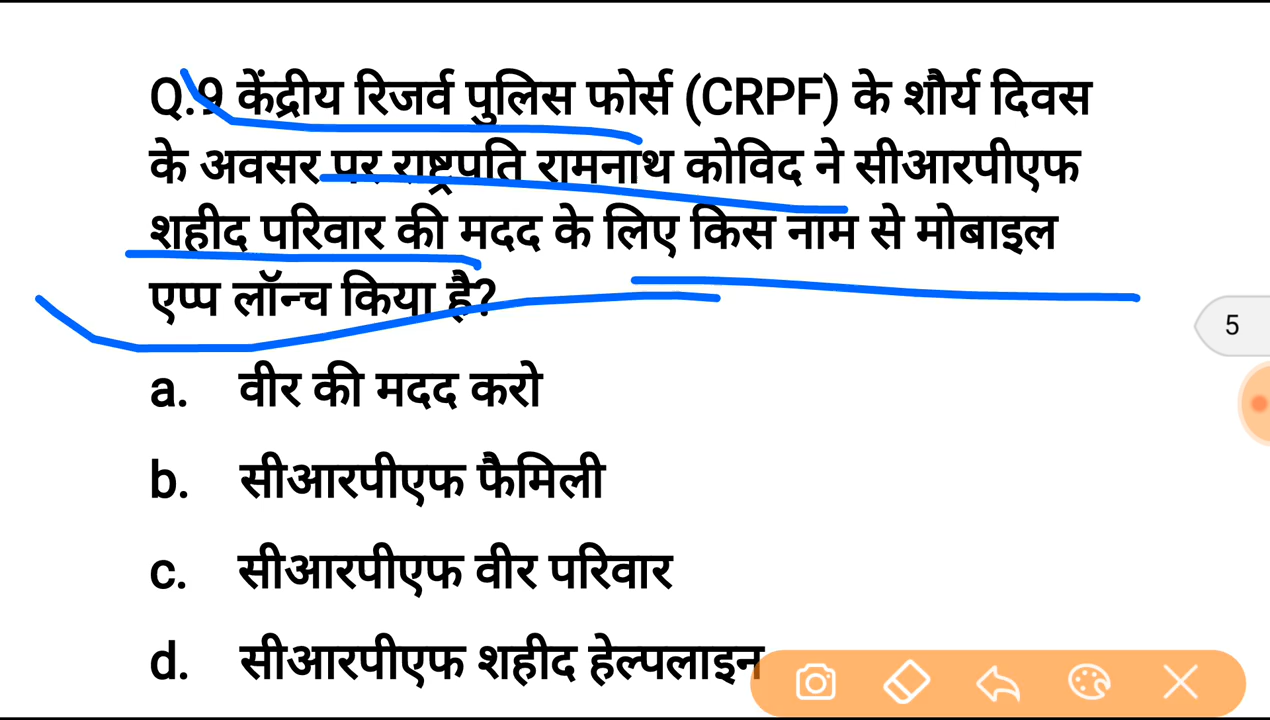 Q.9 केंद्रीय रिजर्व पुलिस फोर्स (CRPF) के शौर्य दिवस
के अवसर पर राष्ट्रपति रामनाथ कोविद ने सीआरपीएफ
शहीद परिवार की मदद के लिए किस नाम से मोबाइल
एप्प लॉन्च किया है?
5
a. वीर की मदद करो
b. सीआरपीएफ फैमिली
c. सीआरपीएफ वीर परिवार
d. सीआरपीएफ शहीद हेल्पलाइन